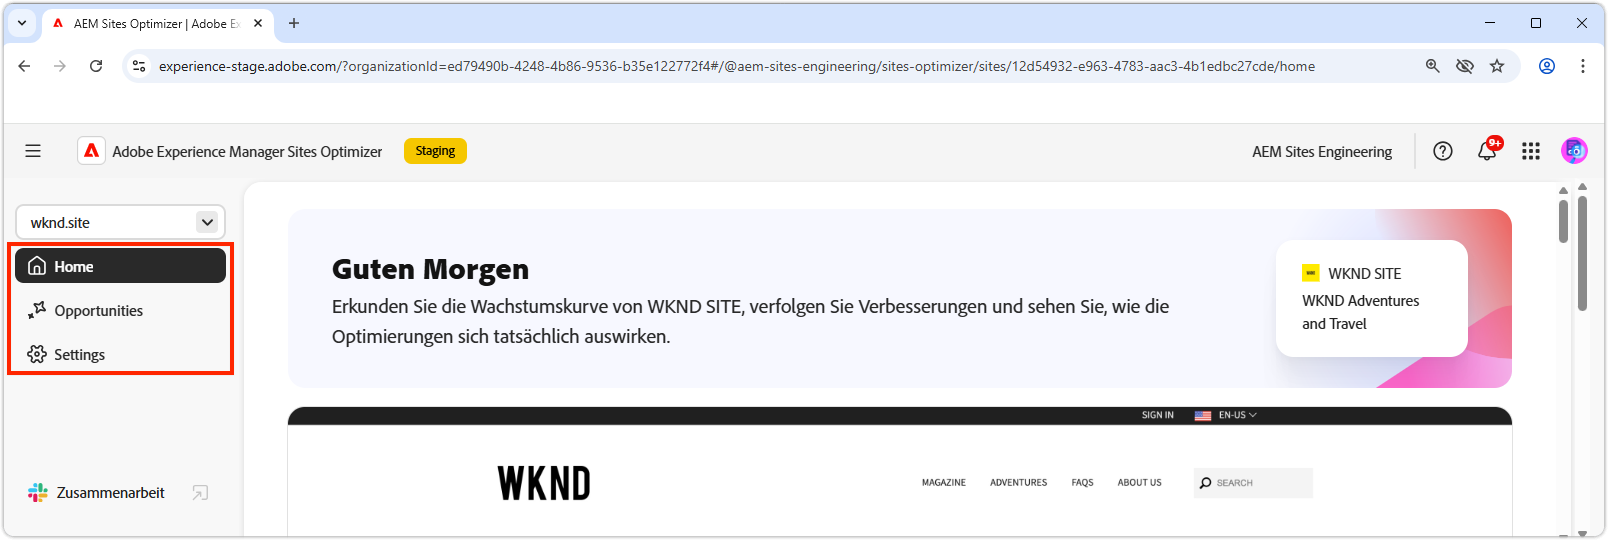 AEM Sites Optimizer | Adobe Ex
experience-stage.adobe.com/?organizationId=ed79490b-4248-4b86-9536-b35e122772f4#/@aem-sites-engineering/sites-optimizer/sites/12d54932-e963-4783-aac3-4b1edbc27cde/home
Adobe Experience Manager Sites Optimizer
Staging
AEM Sites Engineering
9+
wknd.site
Home
Opportunities
Settings
Zusammenarbeit
Guten Morgen
Erkunden Sie die Wachstumskurve von WKND SITE, verfolgen Sie Verbesserungen und sehen Sie, wie die
Optimierungen sich tatsächlich auswirken.
WKND SITE
WKND Adventures
and Travel
SIGN IN
EN-US
WKND
MAGAZINE
ADVENTURES
FAQS
ABOUT US
SEARCH